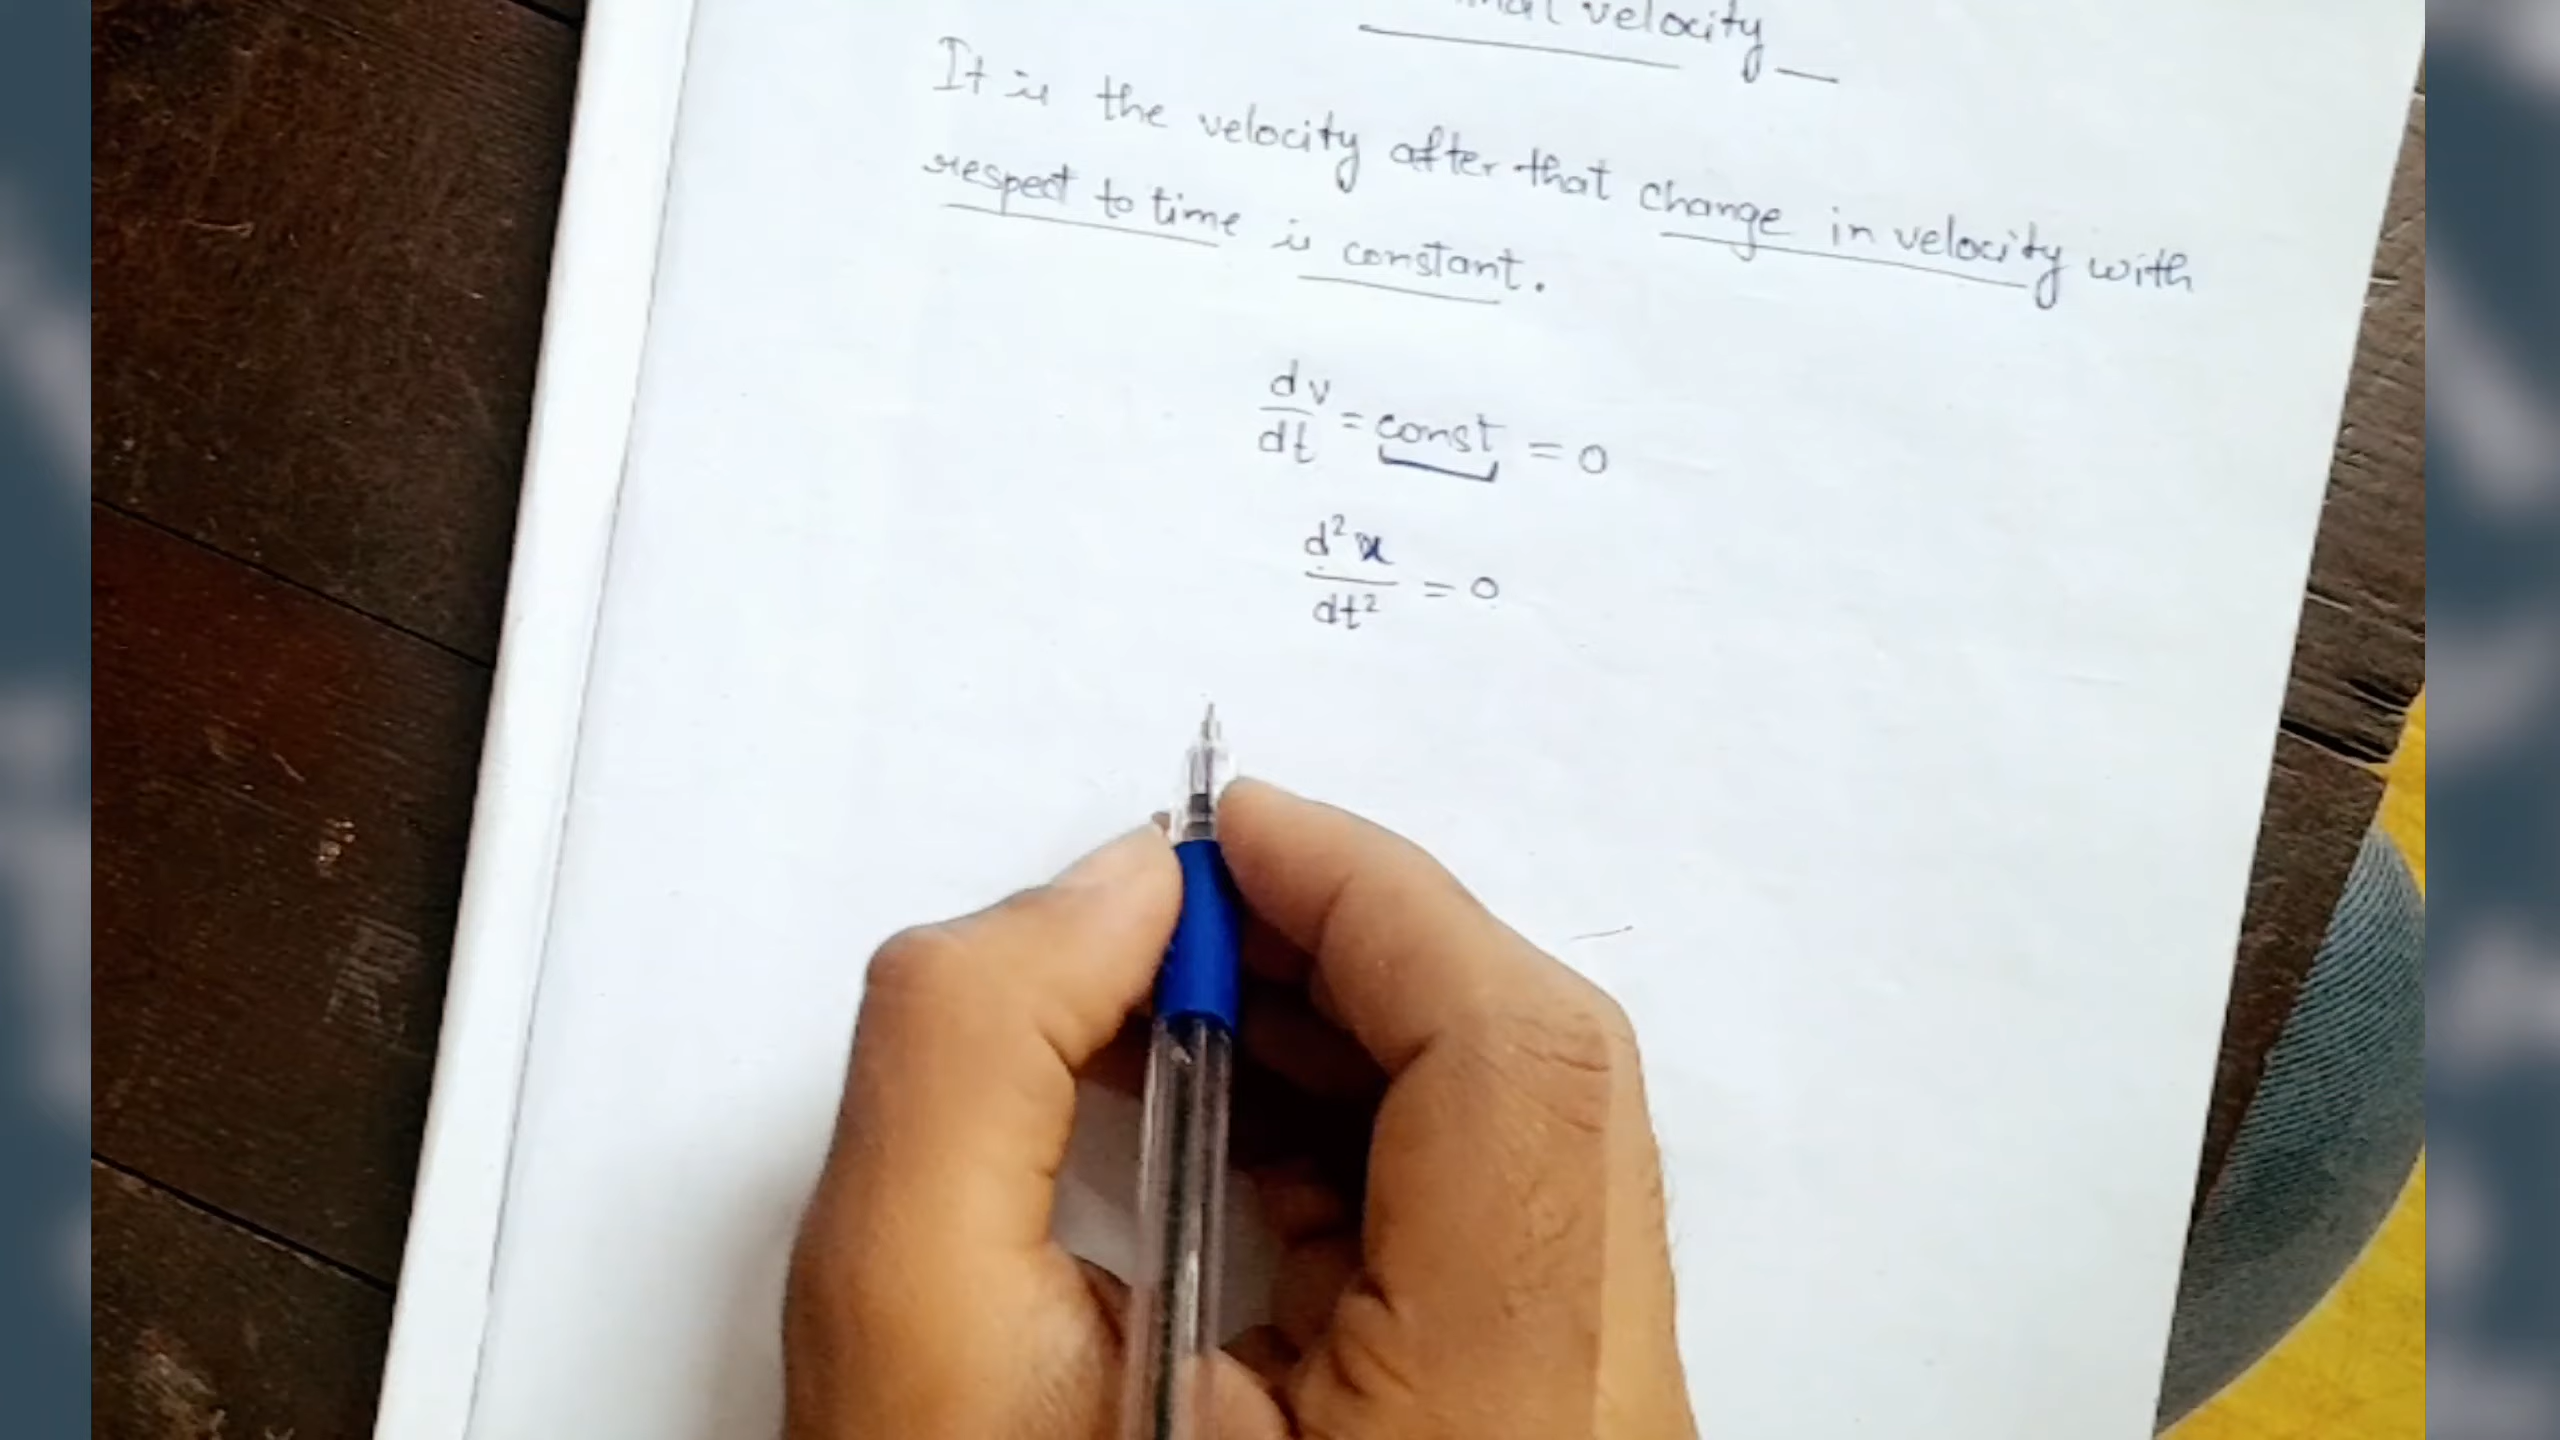 velocity
It is the velocity after that change in velocity with
respect to time is constant.
dv/dt = const = 0
d²x/dt² = 0